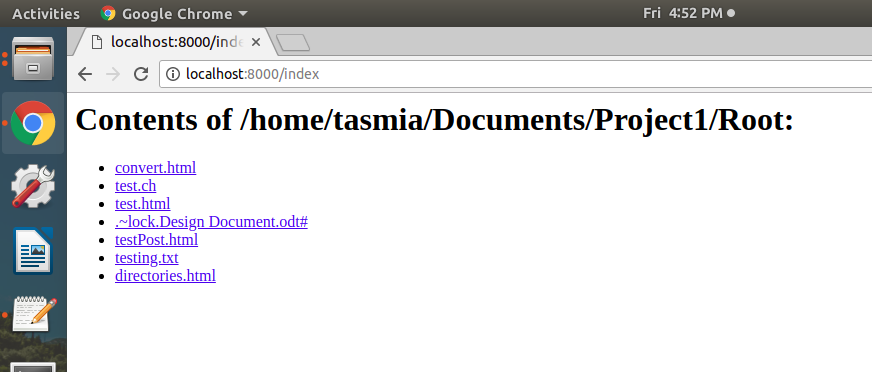 Activities Google Chrome Fri 4:52 PM
localhost:8000/inde
localhost:8000/index
Contents of /home/tasmia/Documents/Project1/Root:
convert.html
test.ch
test.html
.~lock.Design Document.odt#
testPost.html
testing.txt
directories.html